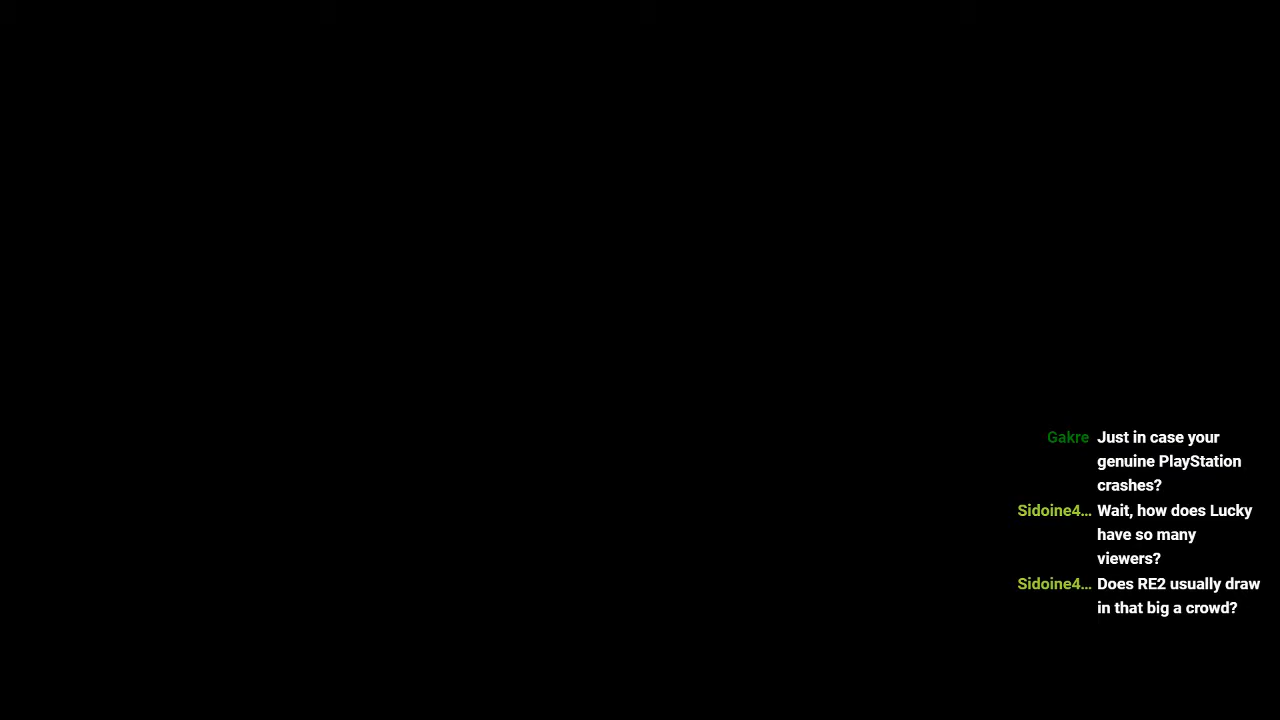 Gakre Just in case your
genuine PlayStation
crashes?
Sidoine4… Wait, how does Lucky
have so many
viewers?
Sidoine4… Does RE2 usually draw
in that big a crowd?